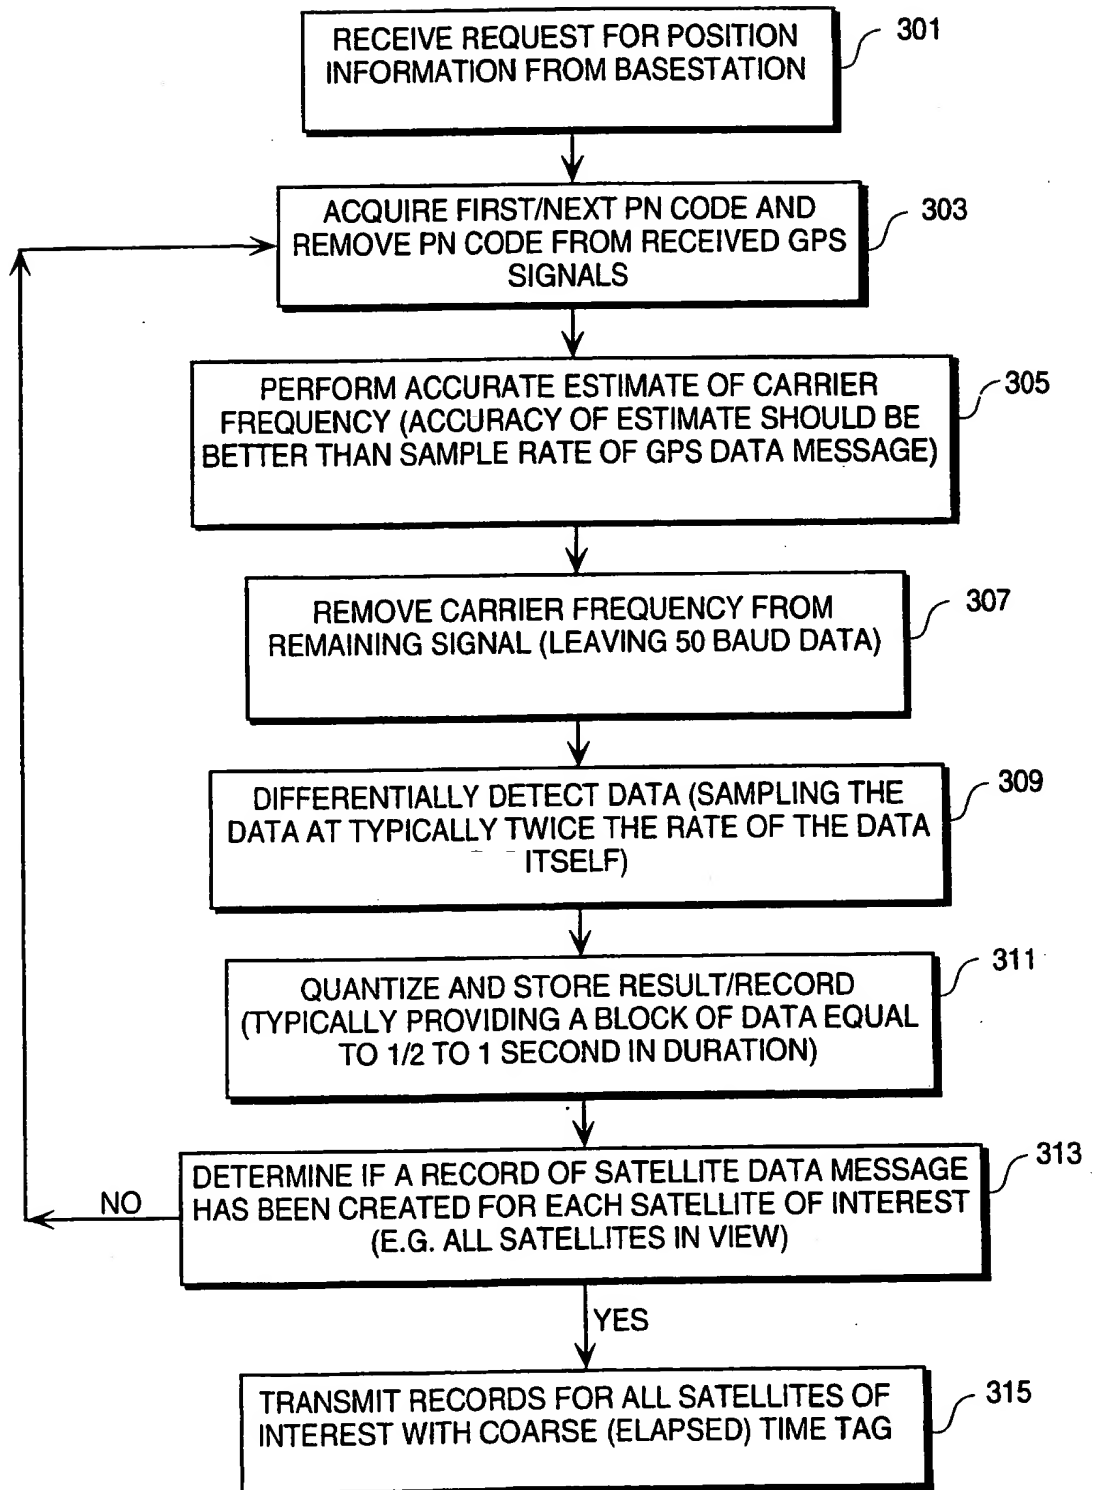 RECEIVE REQUEST FOR POSITION
INFORMATION FROM BASESTATION
301
ACQUIRE FIRST/NEXT PN CODE AND
REMOVE PN CODE FROM RECEIVED GPS
SIGNALS
303
PERFORM ACCURATE ESTIMATE OF CARRIER
FREQUENCY (ACCURACY OF ESTIMATE SHOULD BE
BETTER THAN SAMPLE RATE OF GPS DATA MESSAGE)
305
REMOVE CARRIER FREQUENCY FROM
REMAINING SIGNAL (LEAVING 50 BAUD DATA)
307
DIFFERENTIALLY DETECT DATA (SAMPLING THE
DATA AT TYPICALLY TWICE THE RATE OF THE DATA
ITSELF)
309
QUANTIZE AND STORE RESULT/RECORD
(TYPICALLY PROVIDING A BLOCK OF DATA EQUAL
TO 1/2 TO 1 SECOND IN DURATION)
311
DETERMINE IF A RECORD OF SATELLITE DATA MESSAGE
HAS BEEN CREATED FOR EACH SATELLITE OF INTEREST
(E.G. ALL SATELLITES IN VIEW)
313
NO
YES
TRANSMIT RECORDS FOR ALL SATELLITES OF
INTEREST WITH COARSE (ELAPSED) TIME TAG
315